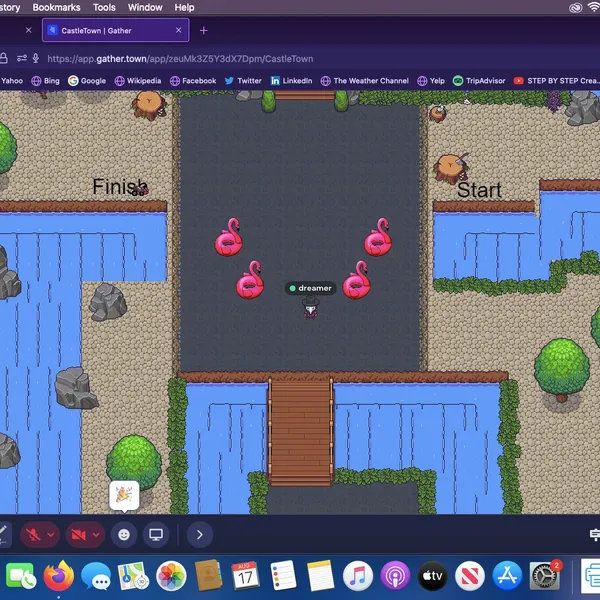 story Bookmarks Tools Window Help
CastleTown | Gather
https://app.gather.town/app/zeuMk3Z5Y3dX7Dpm/CastleTown
Yahoo Bing Google Wikipedia Facebook Twitter LinkedIn The Weather Channel Yelp TripAdvisor STEP BY STEP Crea...
Finish
Start
dreamer
AUG
17
tv
2